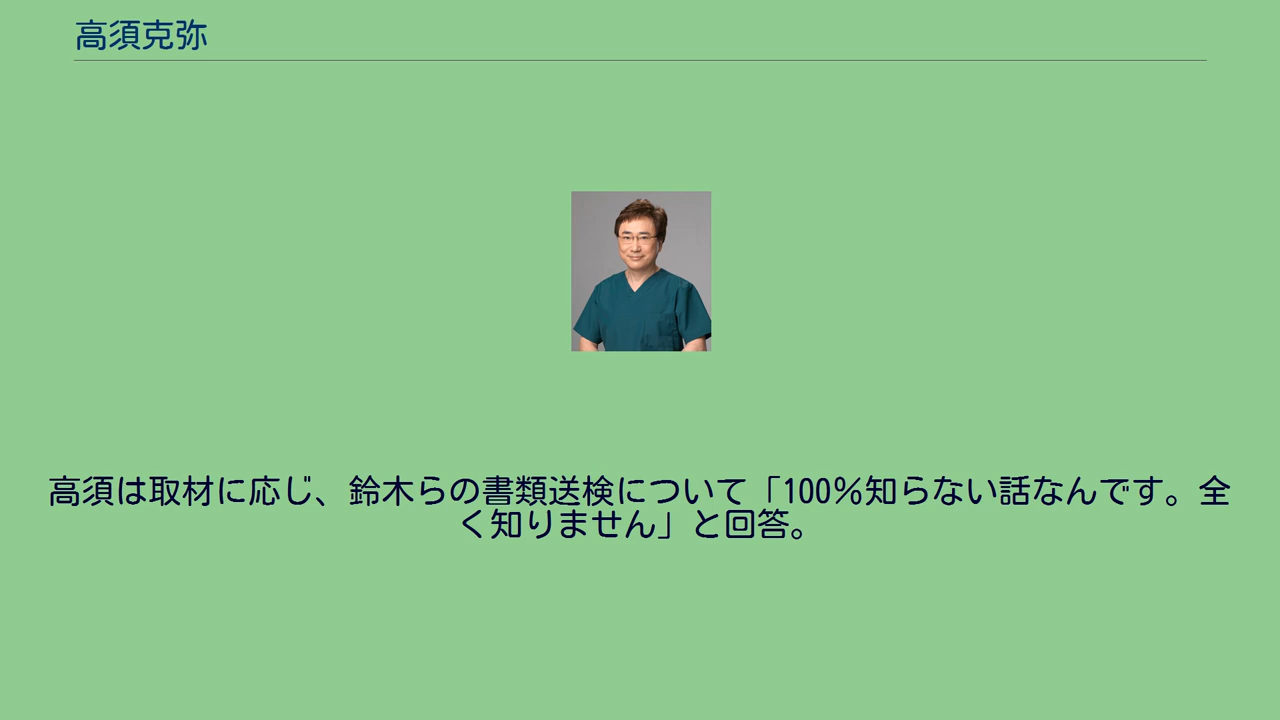 高須克弥
高須は取材に応じ、鈴木らの書類送検について「100％知らない話なんです。全
く知りません」と回答。